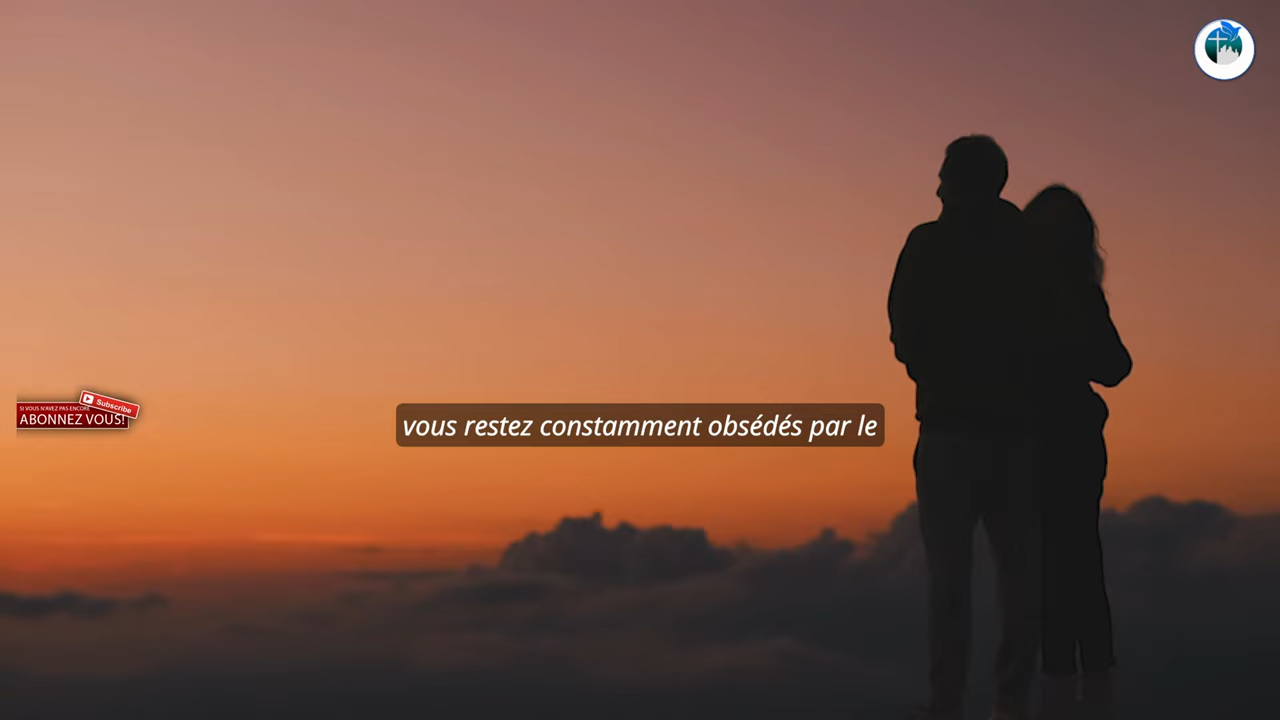 vous restez constamment obsédés par le
SI VOUS N'AVEZ PAS ENCORE
ABONNEZ VOUS!
Subscribe